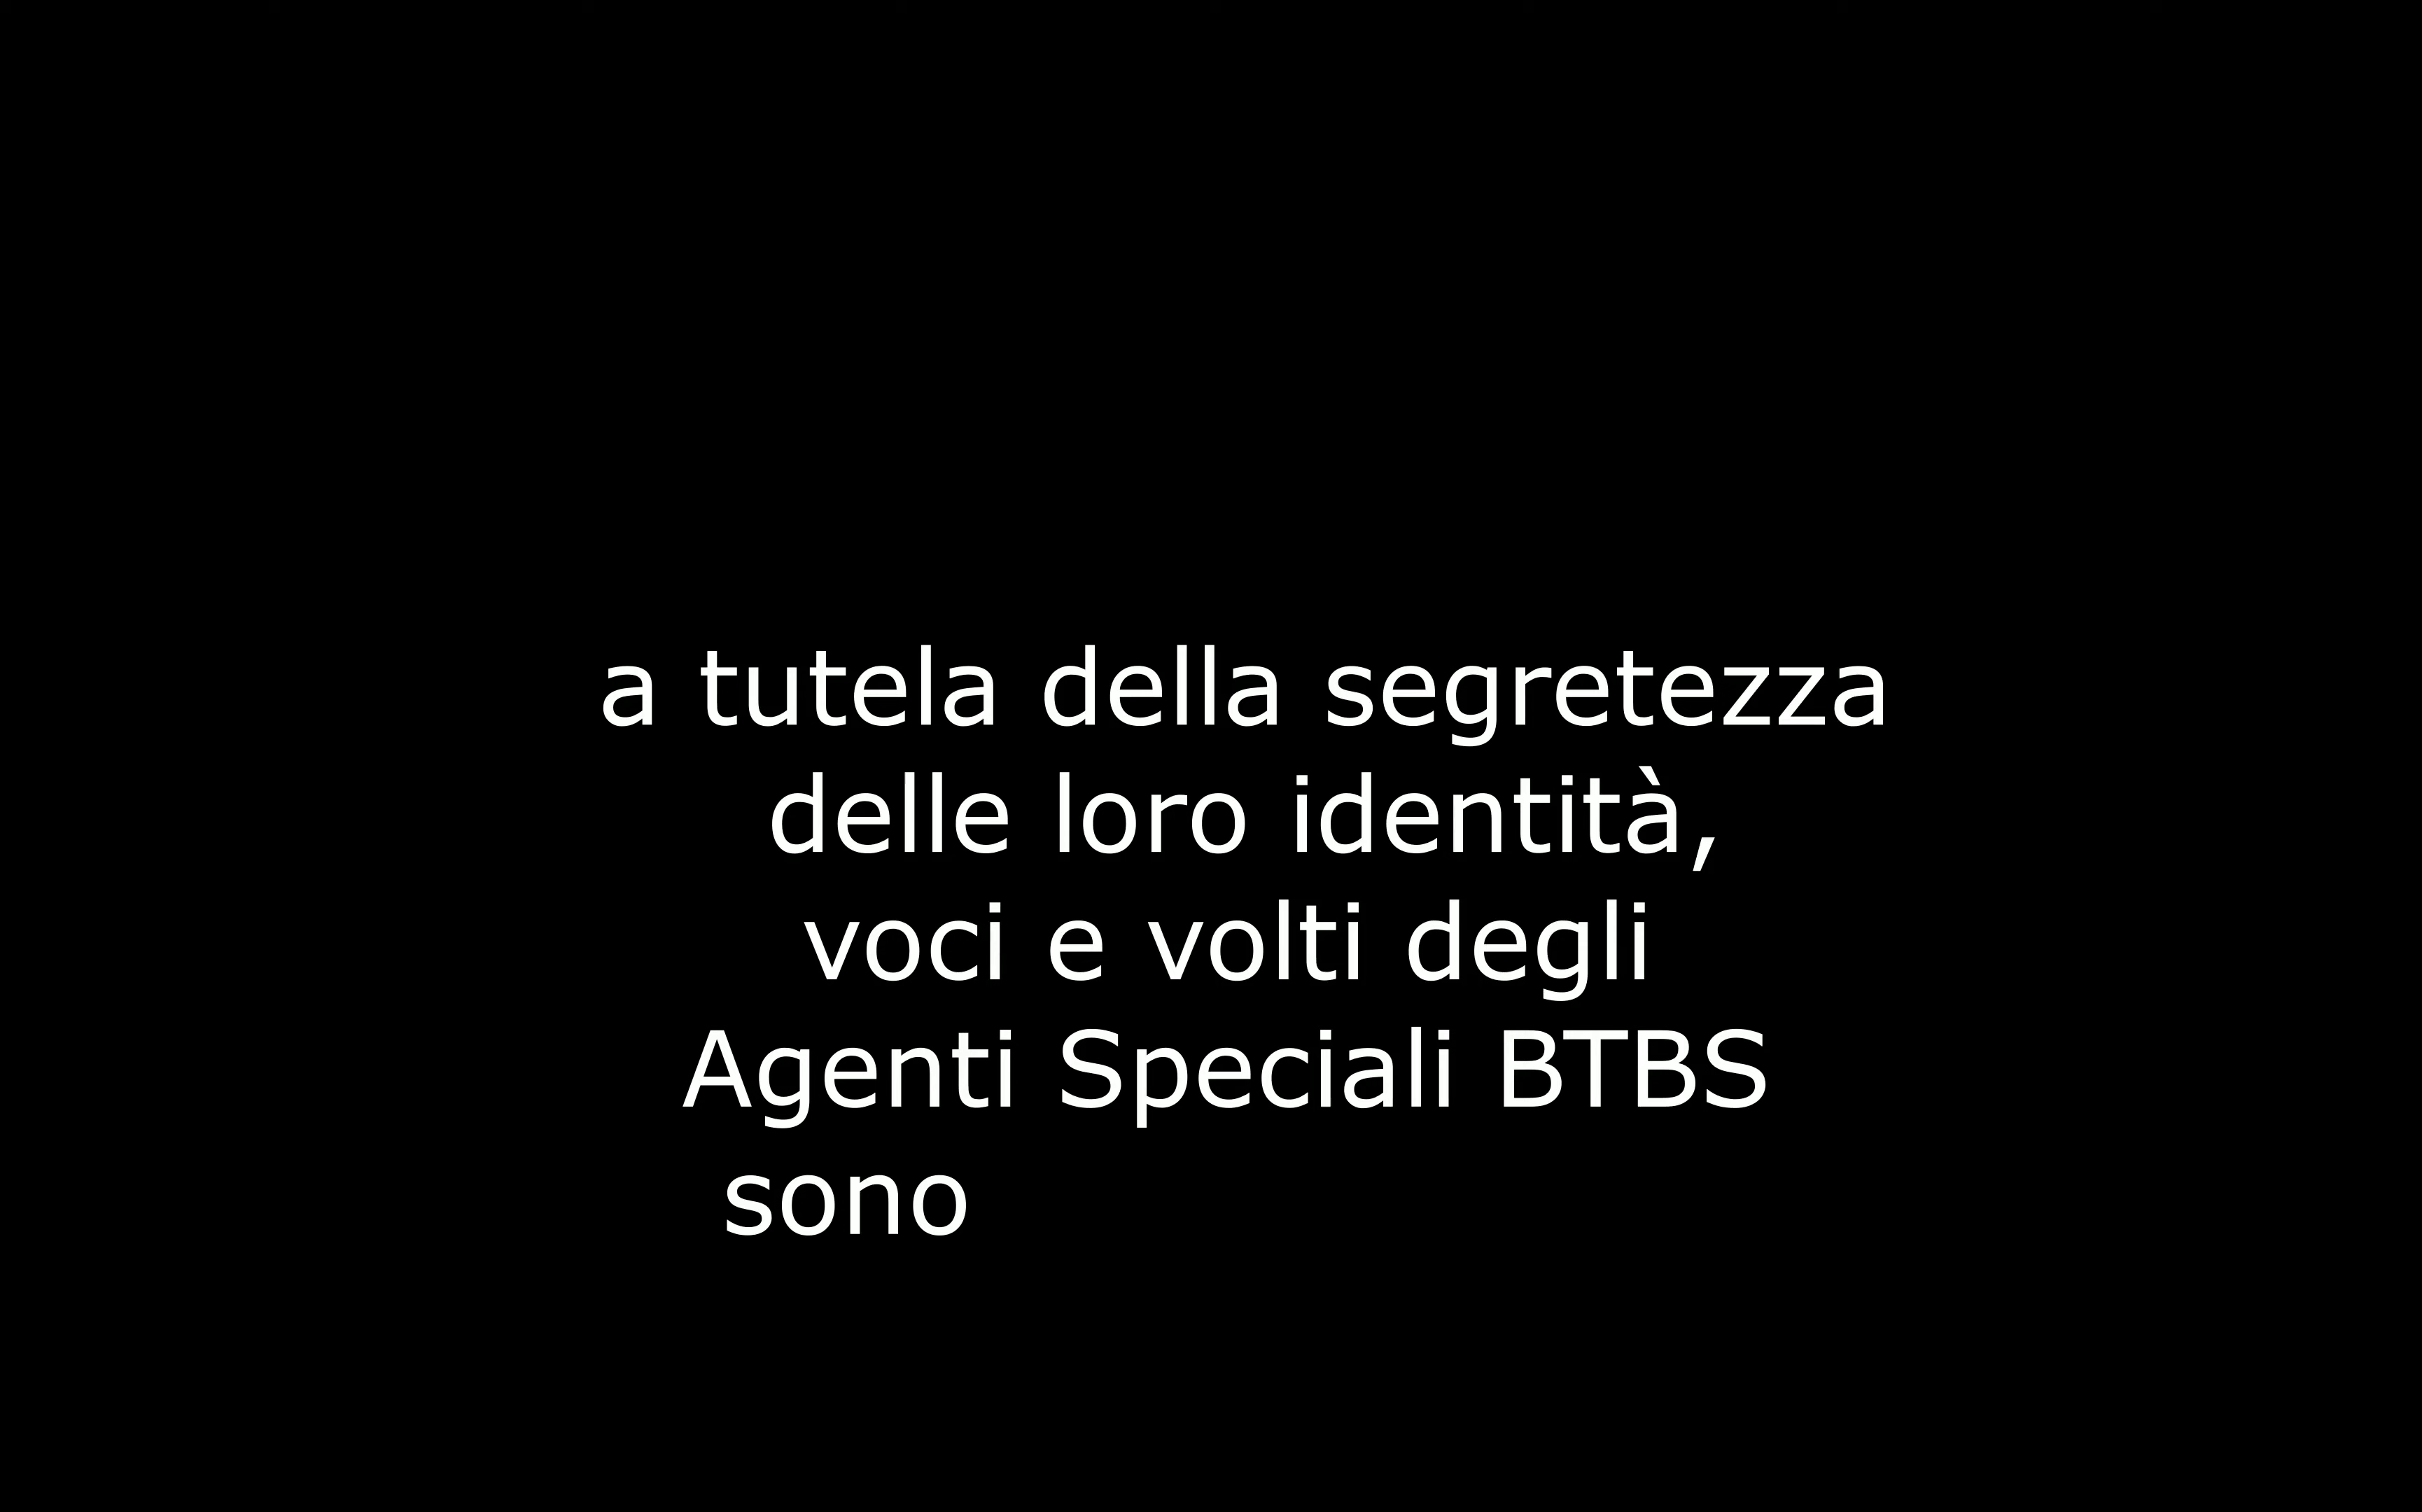 a tutela della segretezza
delle loro identità,
voci e volti degli
Agenti Speciali BTBS
sono